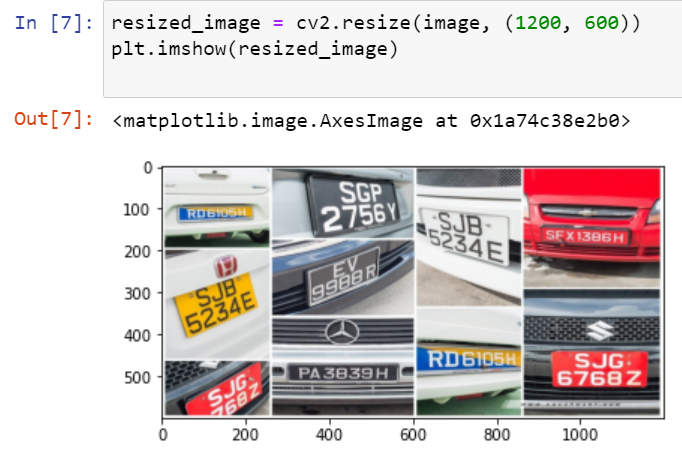 In [7]: resized_image = cv2.resize(image, (1200, 600))
plt.imshow(resized_image)
Out[7]: <matplotlib.image.AxesImage at 0x1a74c38e2b0>
0
100
200
300
400
500
RD6105H
SGP
2756Y
SJB
5234E
SFX1386H
EV
9988R
SJB
5234E
PA3839H
RD6105H
SJG
6768Z
SJG
6768Z
0 200 400 600 800 1000